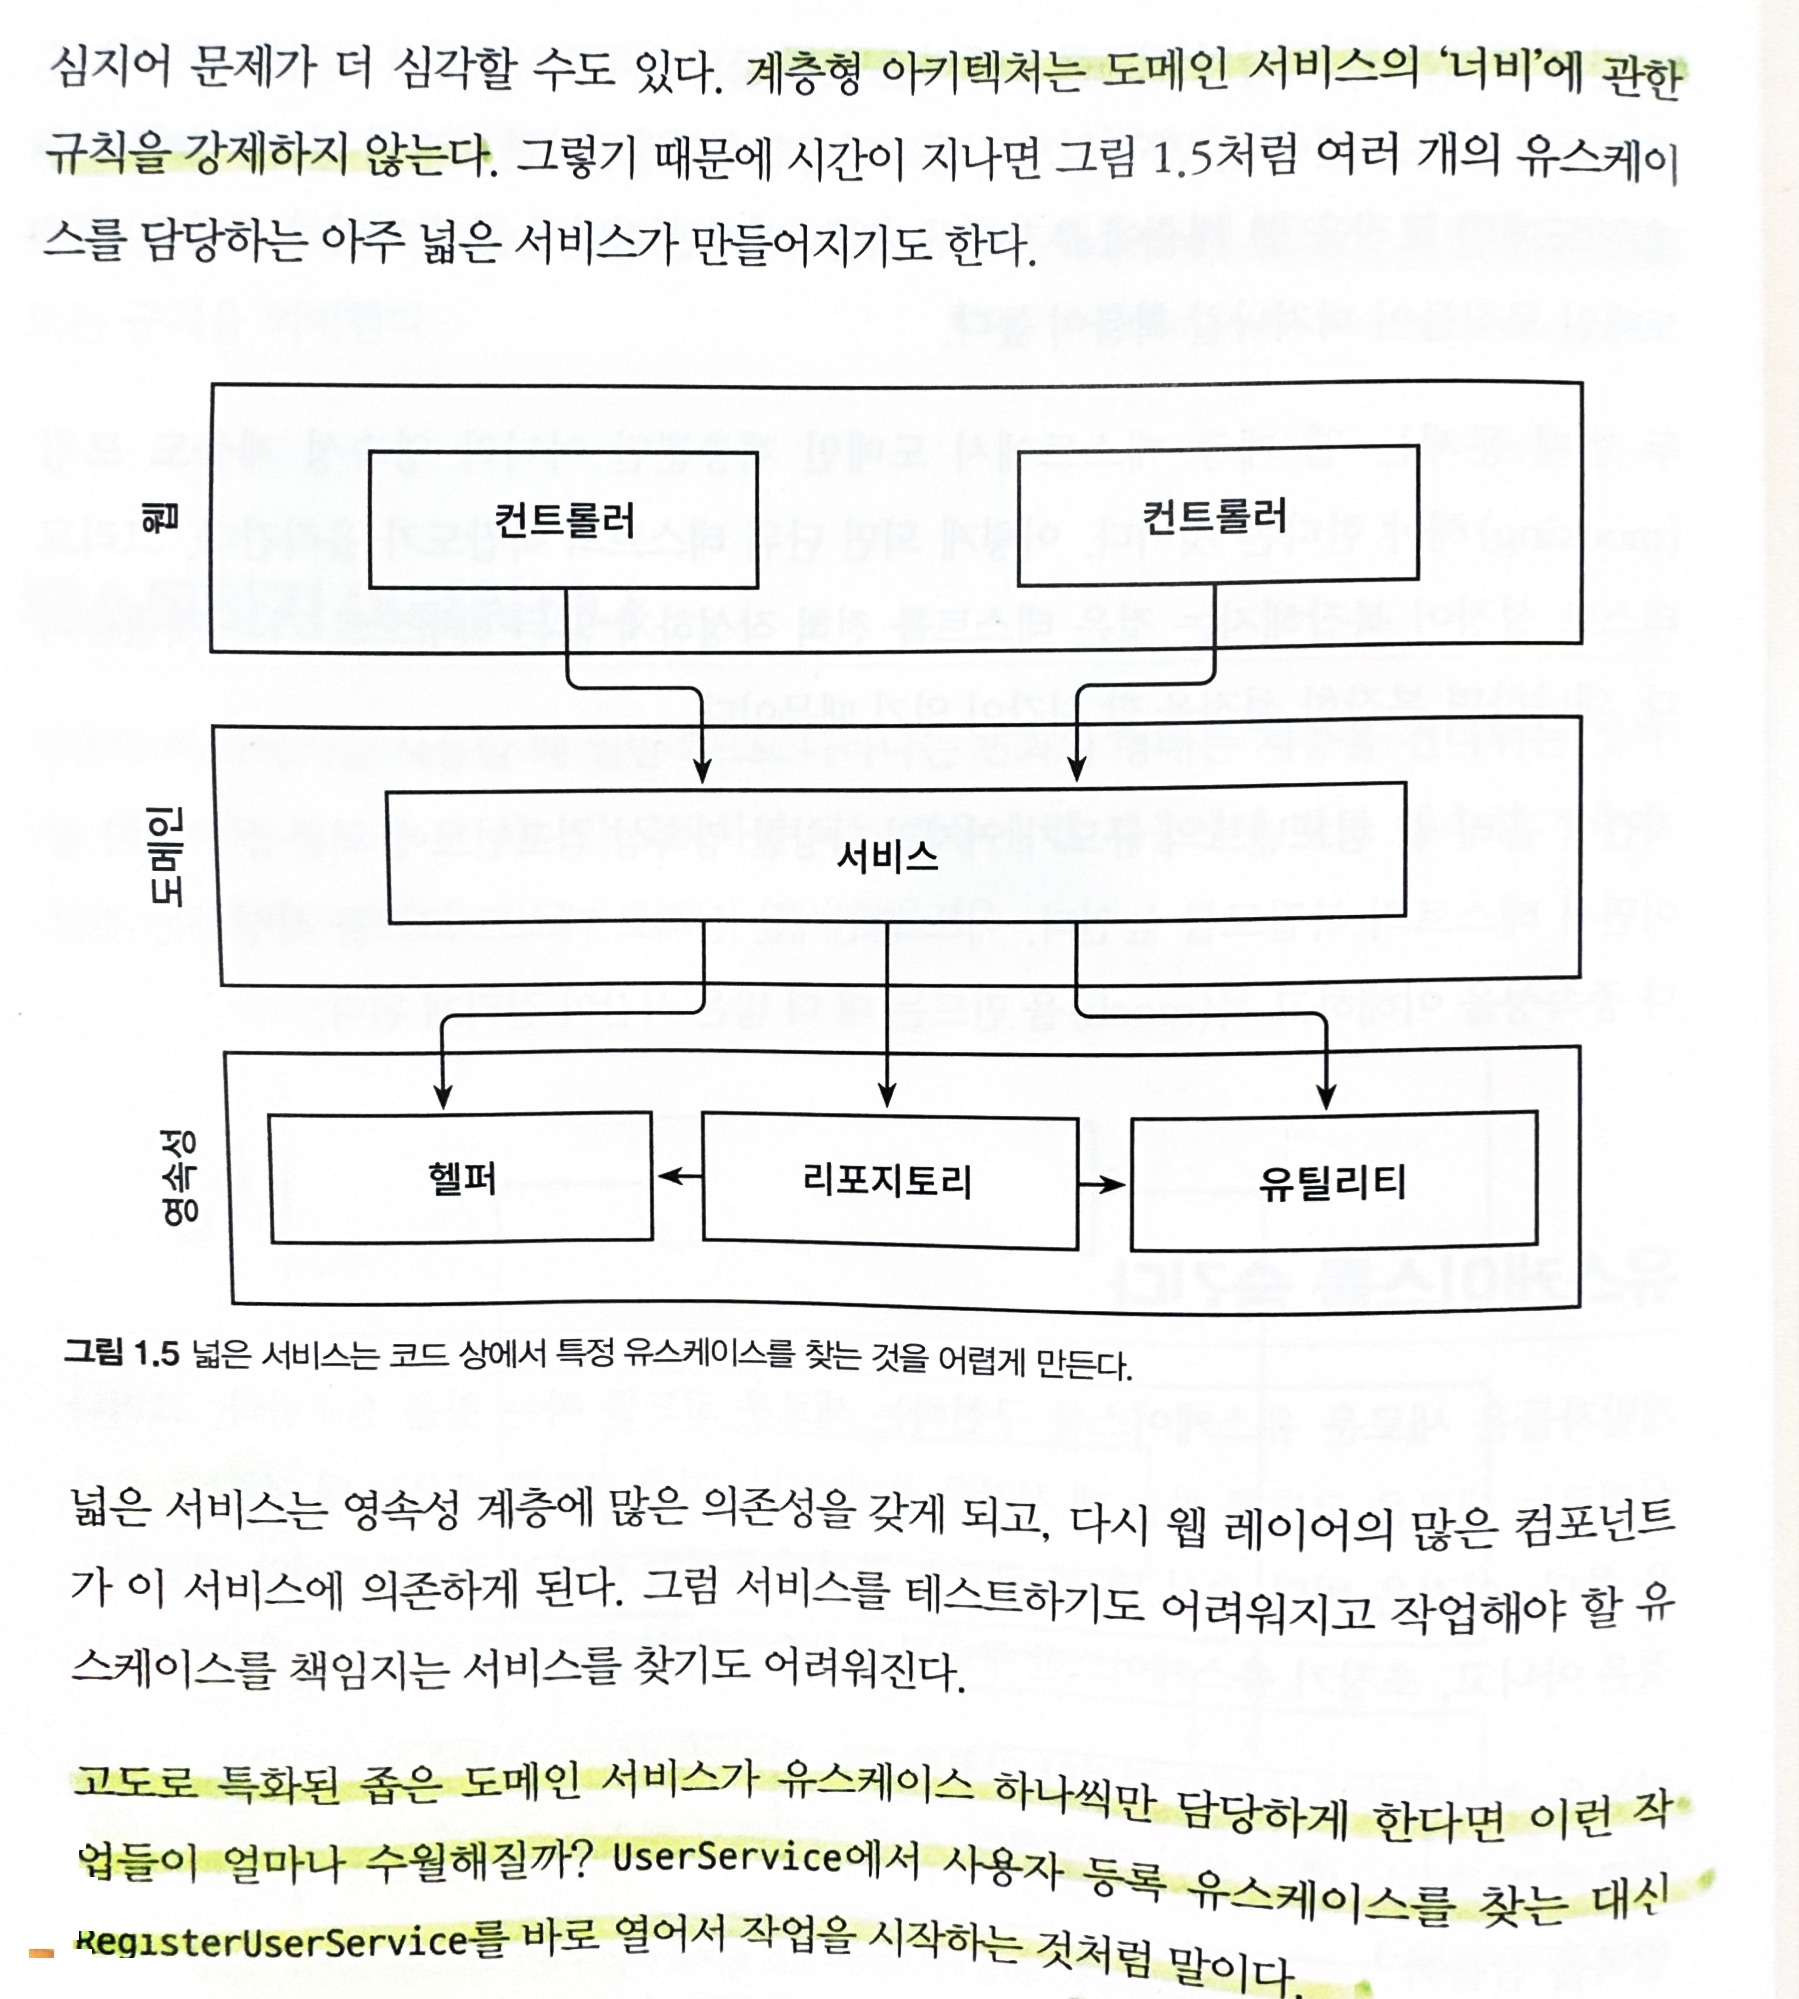 심지어 문제가 더 심각할 수도 있다. 계층형 아키텍처는 도메인 서비스의 ‘너비’에 관한
규칙을 강제하지 않는다. 그렇기 때문에 시간이 지나면 그림 1.5처럼 여러 개의 유스케이
스를 담당하는 아주 넓은 서비스가 만들어지기도 한다.
웹
컨트롤러
컨트롤러
도메인
서비스
영속성
헬퍼
리포지토리
유틸리티
그림 1.5 넓은 서비스는 코드 상에서 특정 유스케이스를 찾는 것을 어렵게 만든다.
넓은 서비스는 영속성 계층에 많은 의존성을 갖게 되고, 다시 웹 레이어의 많은 컴포넌트
가 이 서비스에 의존하게 된다. 그럼 서비스를 테스트하기도 어려워지고 작업해야 할 유
스케이스를 책임지는 서비스를 찾기도 어려워진다.
고도로 특화된 좁은 도메인 서비스가 유스케이스 하나씩만 담당하게 한다면 이런 작
업들이 얼마나 수월해질까? UserService에서 사용자 등록 유스케이스를 찾는 대신
RegisterUserService를 바로 열어서 작업을 시작하는 것처럼 말이다.